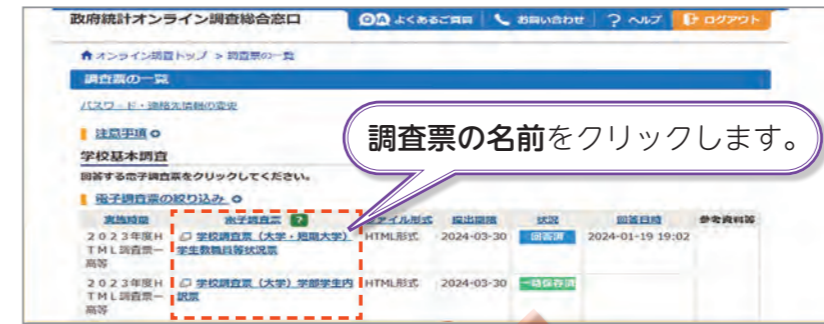 政府統計オンライン調査総合窓口
Q&A よくあるご質問
お問い合わせ
? ヘルプ
ログアウト
オンライン調査トップ > 調査票の一覧
調査票の一覧
パスワード・連絡先情報の変更
注意事項
調査票の名前をクリックします。
学校基本調査
回答する電子調査票をクリックしてください。
電子調査票の絞り込み
実施時期 電子調査票 ? ファイル形式 提出期限 状況 回答日時 参考資料等
2023年度H 学校調査票(大学・短期大学) HTML形式 2024-03-30 回答済 2024-01-19 19:02
TML調査票- 学生教職員等状況票
高等
2023年度H 学校調査票(大学)学部学生内 HTML形式 2024-03-30 一時保存済
TML調査票- 訳票
高等